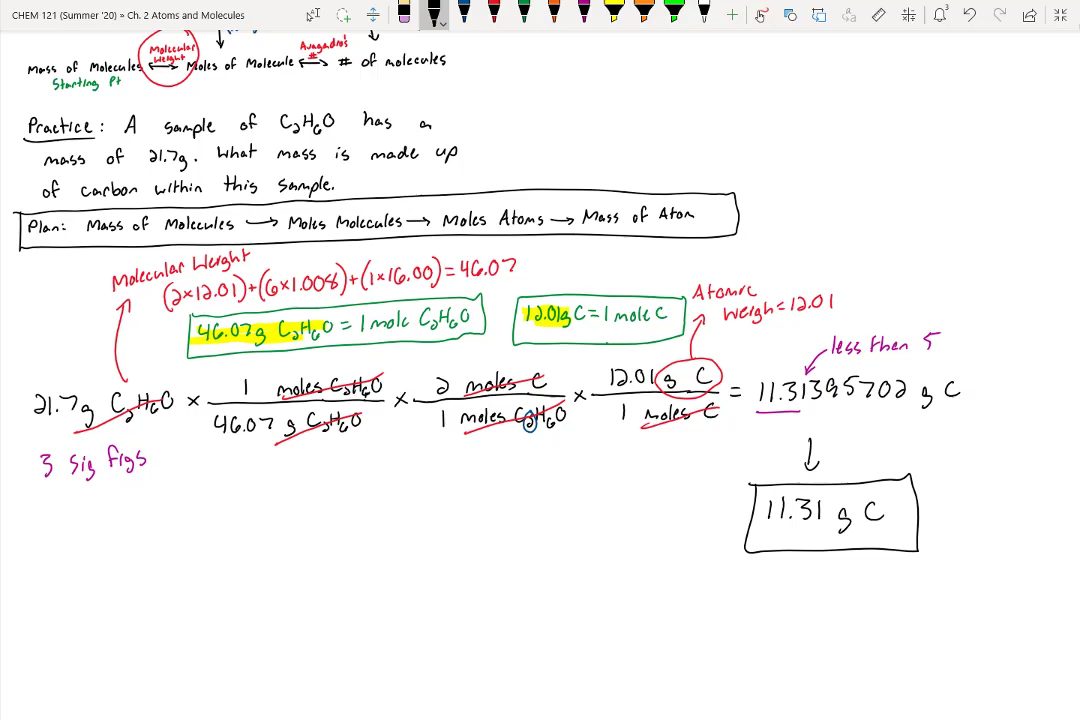 CHEM 121 (Summer '20) » Ch. 2 Atoms and Molecules
Molecular
Weight
Avagadro's
#
Mass of Molecules ⟷ Moles of Molecule ⟷ # of molecules
Starting Pt
Practice: A sample of C₂H₆O has a
mass of 21.7g. What mass is made up
of carbon within this sample.
Plan: Mass of Molecules → Moles Molecules → Moles Atoms → Mass of Atom
Molecular Weight
(2×12.01)+(6×1.008)+(1×16.00)=46.07
46.07g C₂H₆O = 1 mole C₂H₆O
12.01g C = 1 mole C
Atomic
Weigh=12.01
less then 5
21.7g C₂H₆O × 1 moles C₂H₆O / 46.07 g C₂H₆O × 2 moles C / 1 moles C₂H₆O × 12.01 g C / 1 moles C = 11.31395702 g C
3 sig figs
11.31 g C